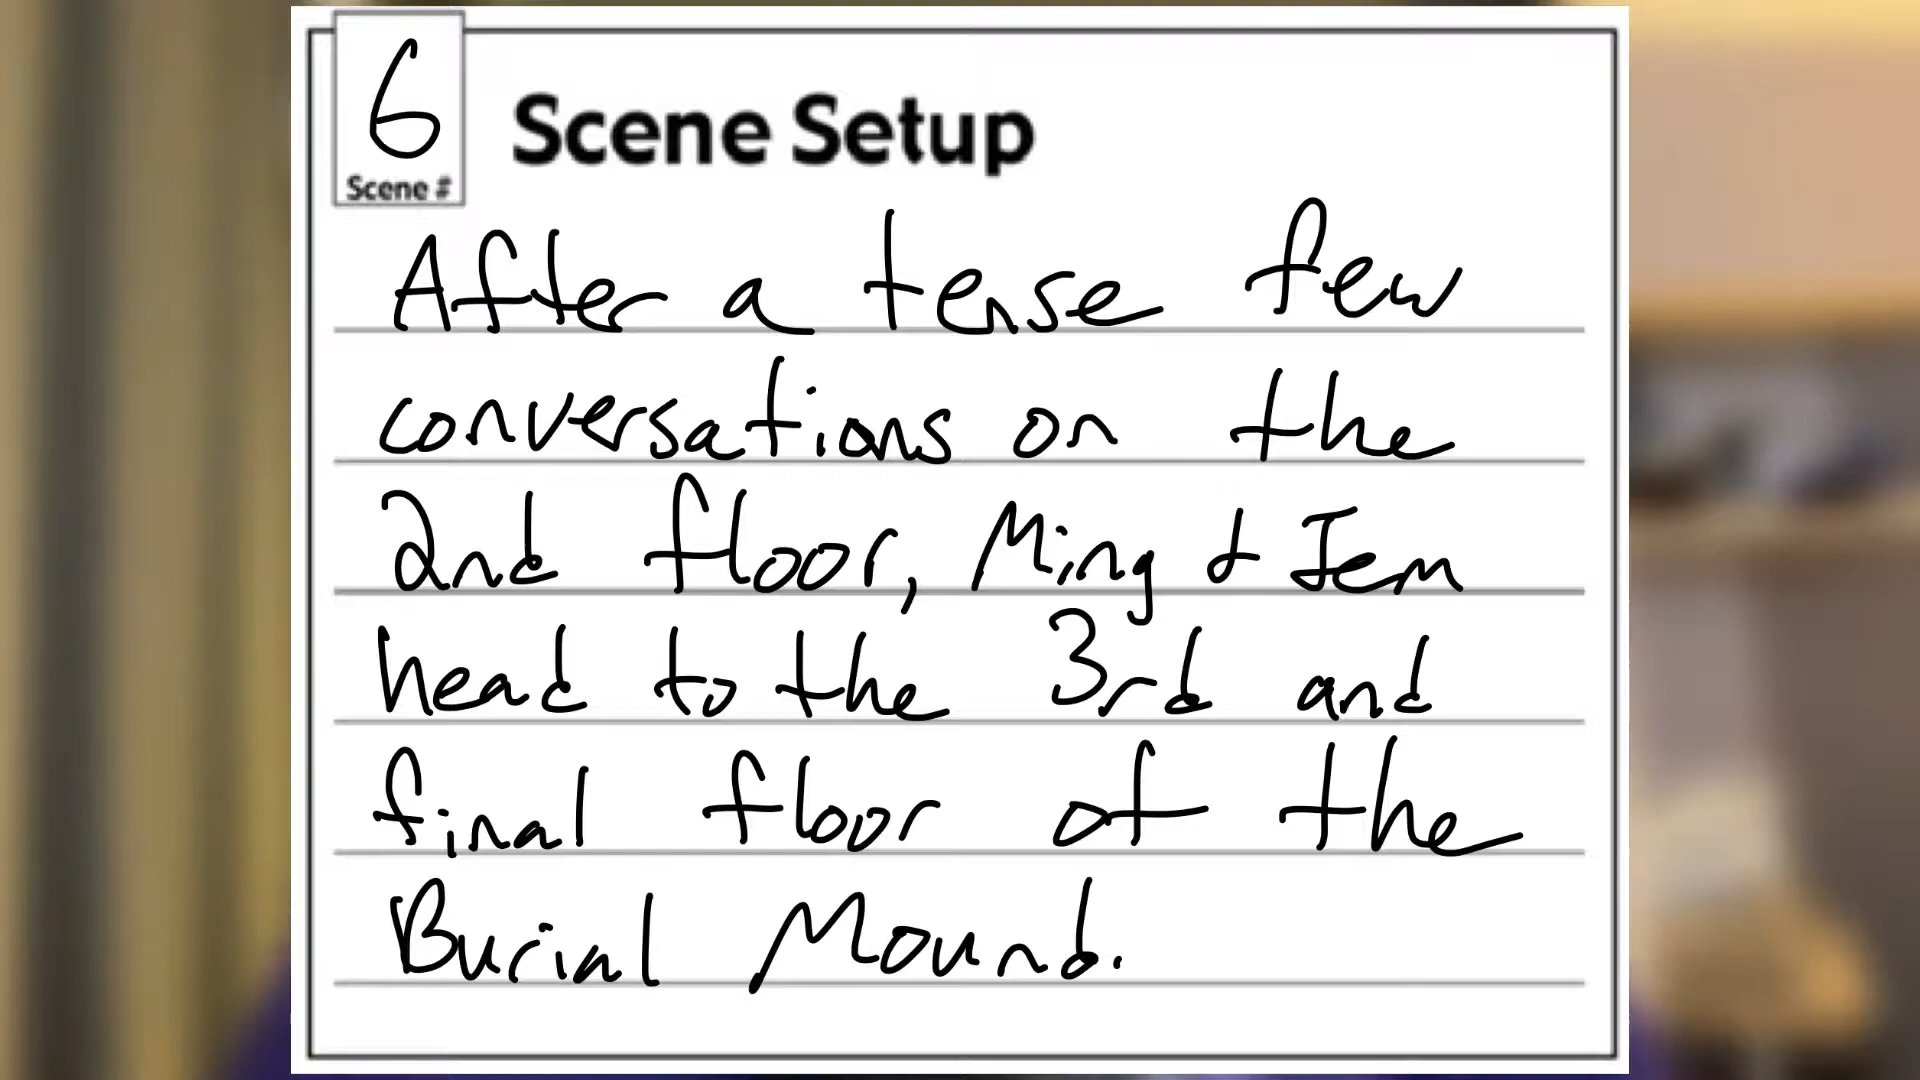 6
Scene #
Scene Setup
After a tense few
conversations on the
2nd floor, Ming & Jem
head to the 3rd and
final floor of the
Burial Mound.